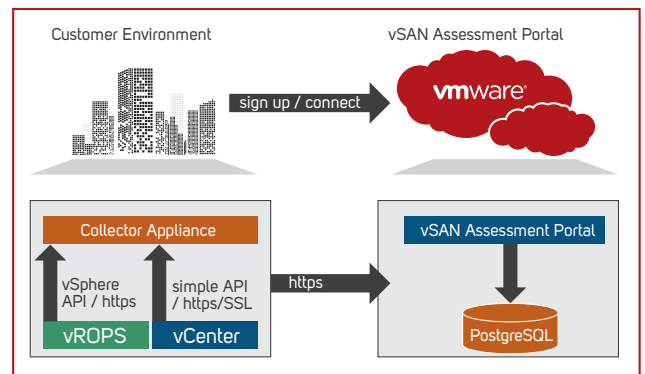 Customer Environment
vSAN Assessment Portal
sign up / connect
vmware®
Collector Appliance
vSphere
API / https
simple API
/ https/SSL
vROPS
vCenter
https
vSAN Assessment Portal
PostgreSQL